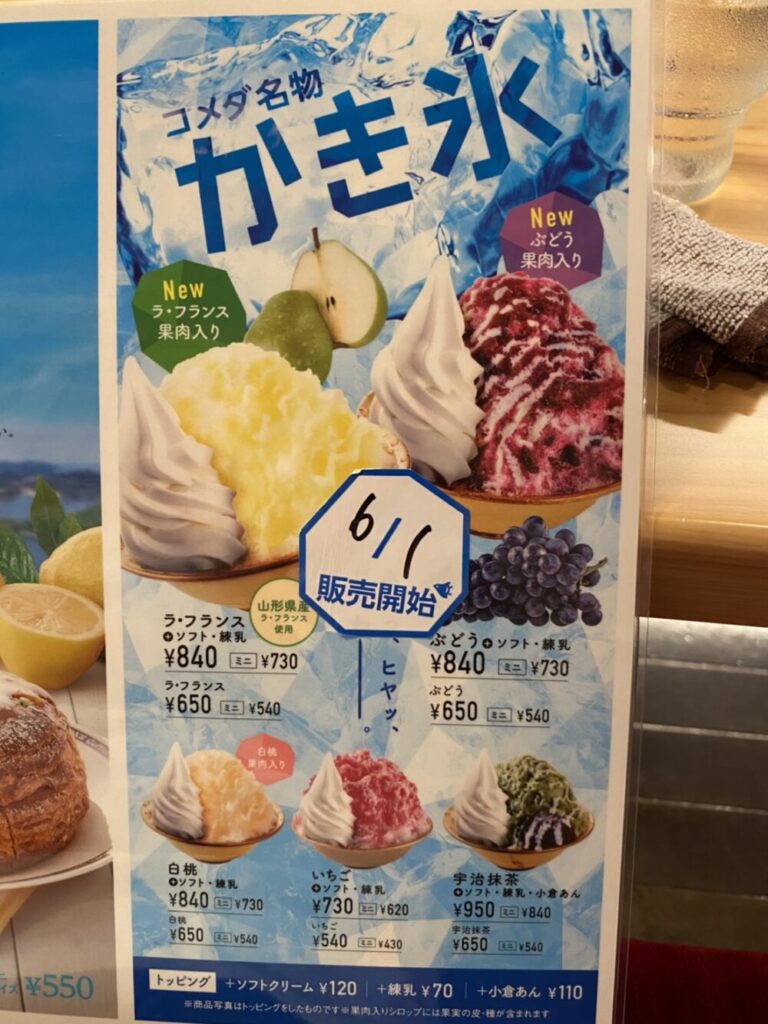 コメダ名物
かき氷
New
ぶどう
果肉入り
New
ラ・フランス
果肉入り
6/1
販売開始
山形県産
ラ・フランス
使用
ラ・フランス
+ソフト・練乳
¥840 ミニ ¥730
ラ・フランス
¥650 ミニ ¥540
、ヒヤッ、
。
ぶどう+ソフト・練乳
¥840 ミニ ¥730
ぶどう
¥650 ミニ ¥540
白桃
果肉入り
白桃
+ソフト・練乳
¥840 ミニ ¥730
白桃
¥650 ミニ ¥540
いちご
+ソフト・練乳
¥730 ミニ ¥620
いちご
¥540 ミニ ¥430
宇治抹茶
+ソフト・練乳・小倉あん
¥950 ミニ ¥840
宇治抹茶
¥650 ミニ ¥540
トッピング +ソフトクリーム ¥120 +練乳 ¥70 +小倉あん ¥110
※商品写真はトッピングをしたものです※果肉入りシロップには果実の皮・種が含まれます
¥550